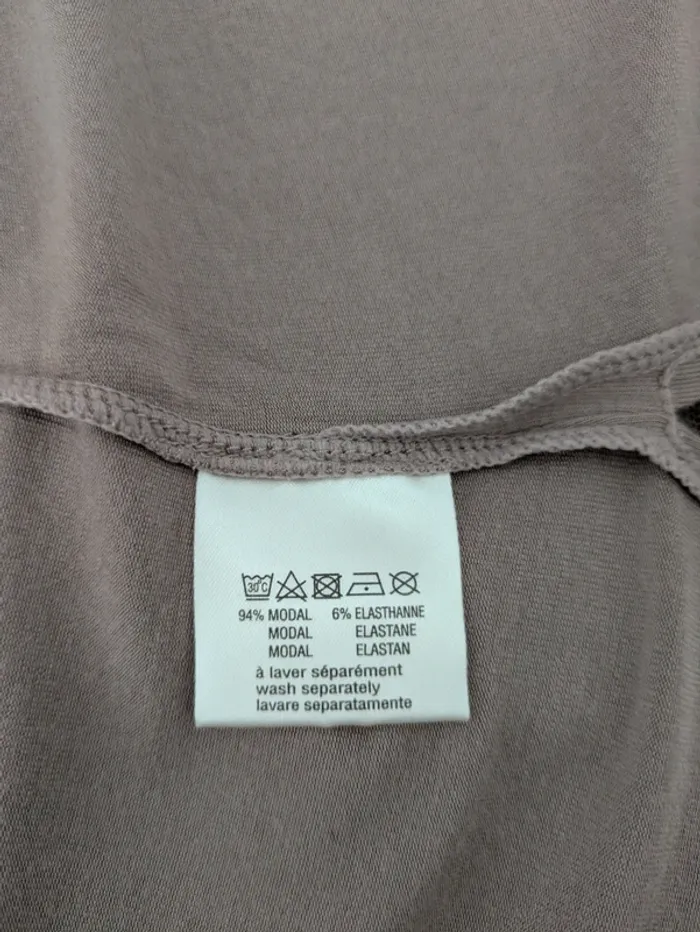 30°C
94% MODAL 6% ELASTHANNE
MODAL ELASTANE
MODAL ELASTAN
à laver séparément
wash separately
lavare separatamente